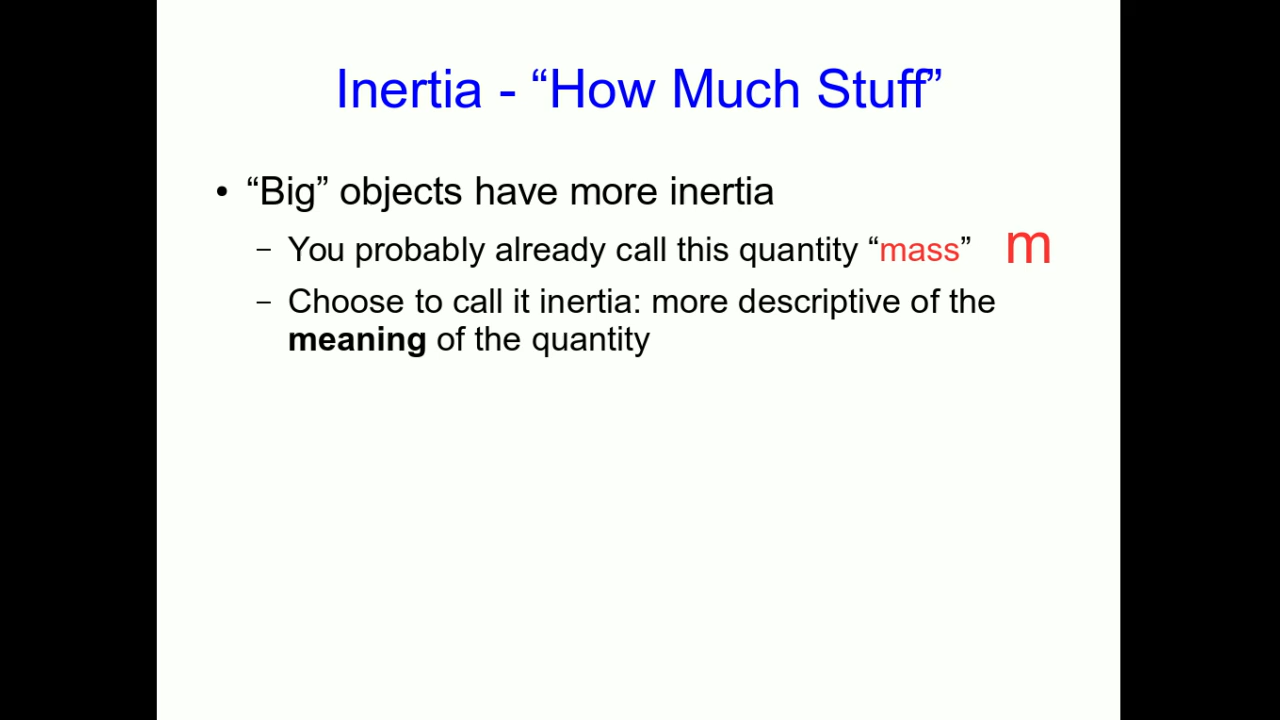 Inertia - “How Much Stuff”
• “Big” objects have more inertia
– You probably already call this quantity “mass” m
– Choose to call it inertia: more descriptive of the
meaning of the quantity